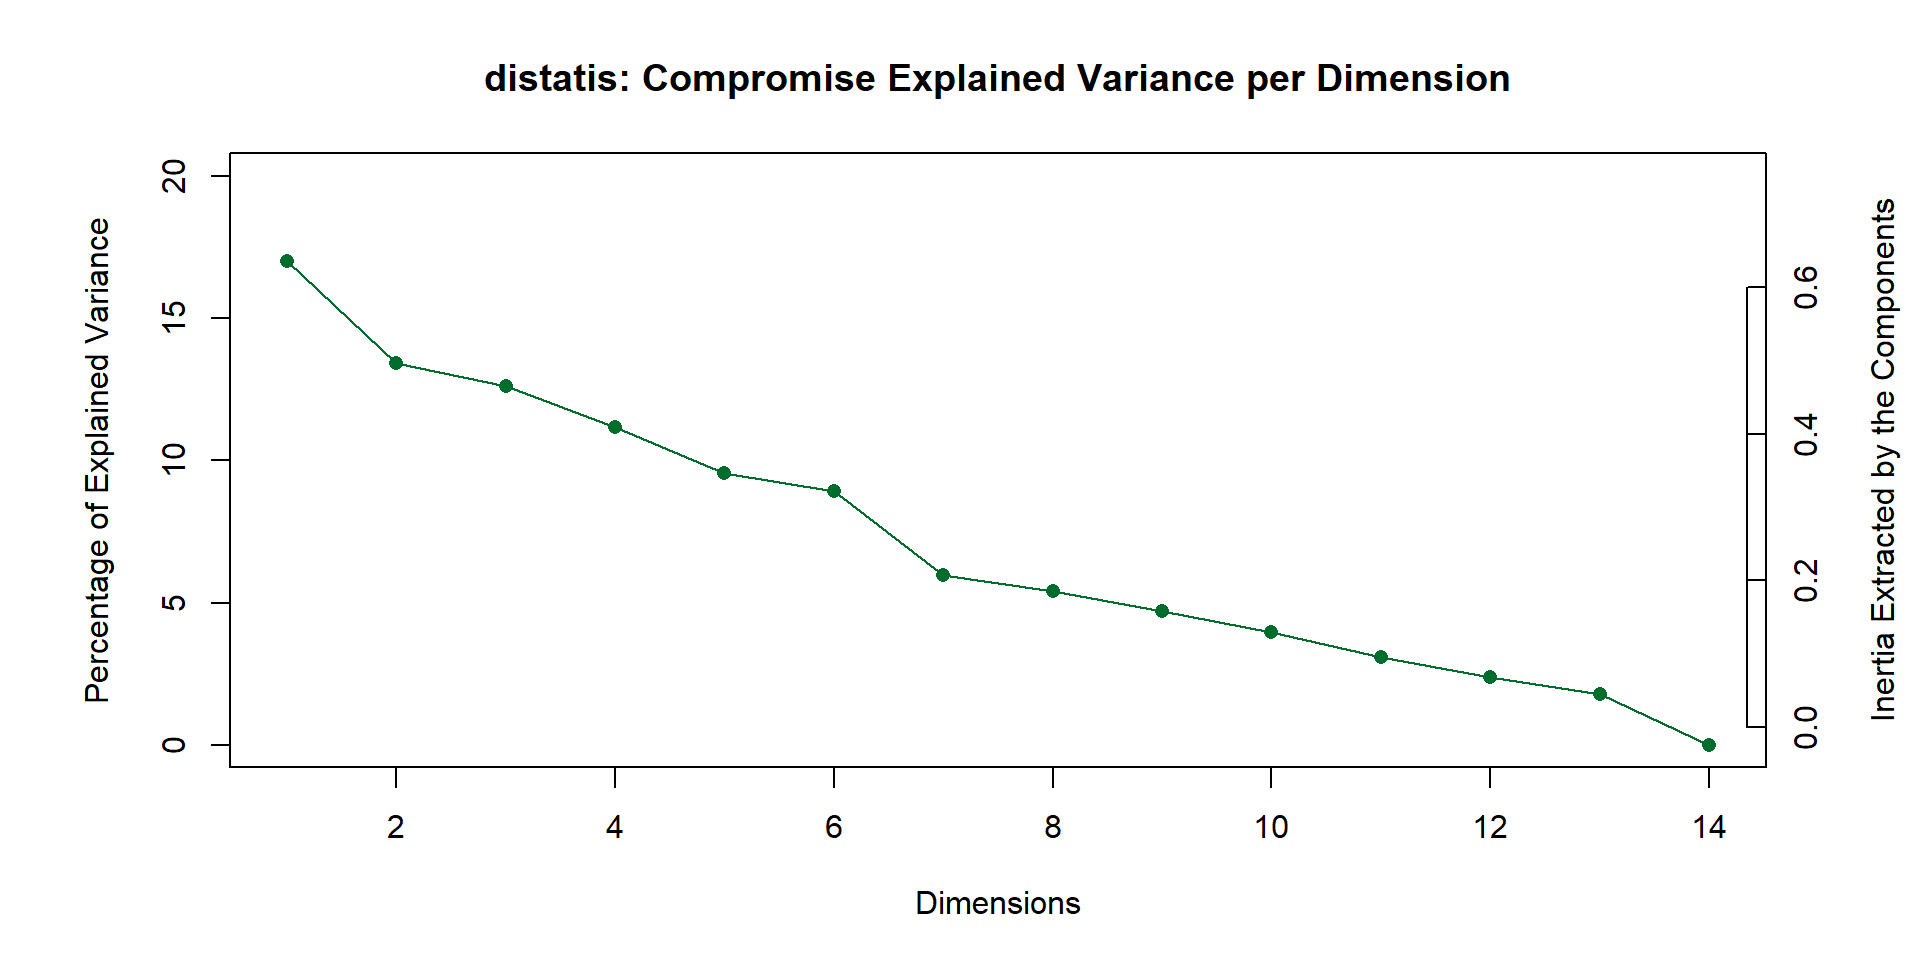 distatis: Compromise Explained Variance per Dimension
Percentage of Explained Variance
20
15
10
5
0
0.6
0.4
0.2
0.0
Inertia Extracted by the Components
2 4 6 8 10 12 14
Dimensions